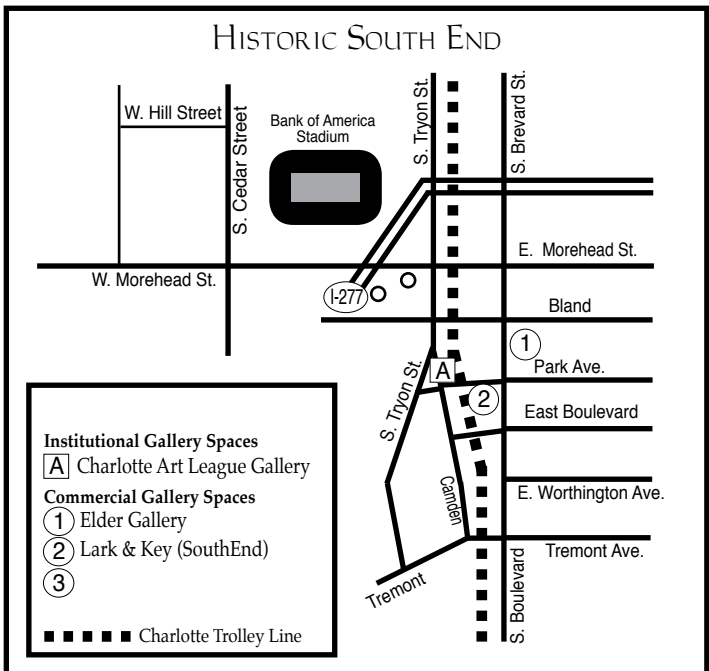 HISTORIC SOUTH END
W. Hill Street
S. Cedar Street
Bank of America
Stadium
S. Tryon St.
S. Brevard St.
E. Morehead St.
W. Morehead St.
I-277
Bland
1
A
Park Ave.
S. Tryon St.
2
East Boulevard
Camden
E. Worthington Ave.
Tremont Ave.
Tremont
S. Boulevard
Institutional Gallery Spaces
A Charlotte Art League Gallery
Commercial Gallery Spaces
1 Elder Gallery
2 Lark & Key (SouthEnd)
3
Charlotte Trolley Line